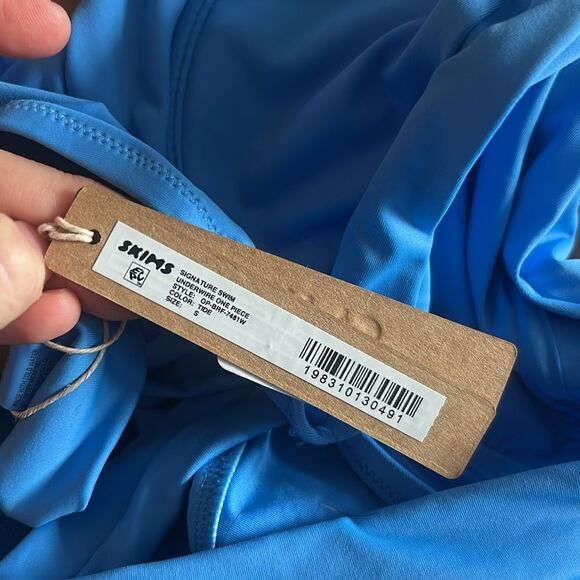 SKIMS
SIGNATURE SWIM
UNDERWIRE ONE PIECE
STYLE: OP-BRF-7481W
COLOR: TIDE
SIZE: S
198310130491